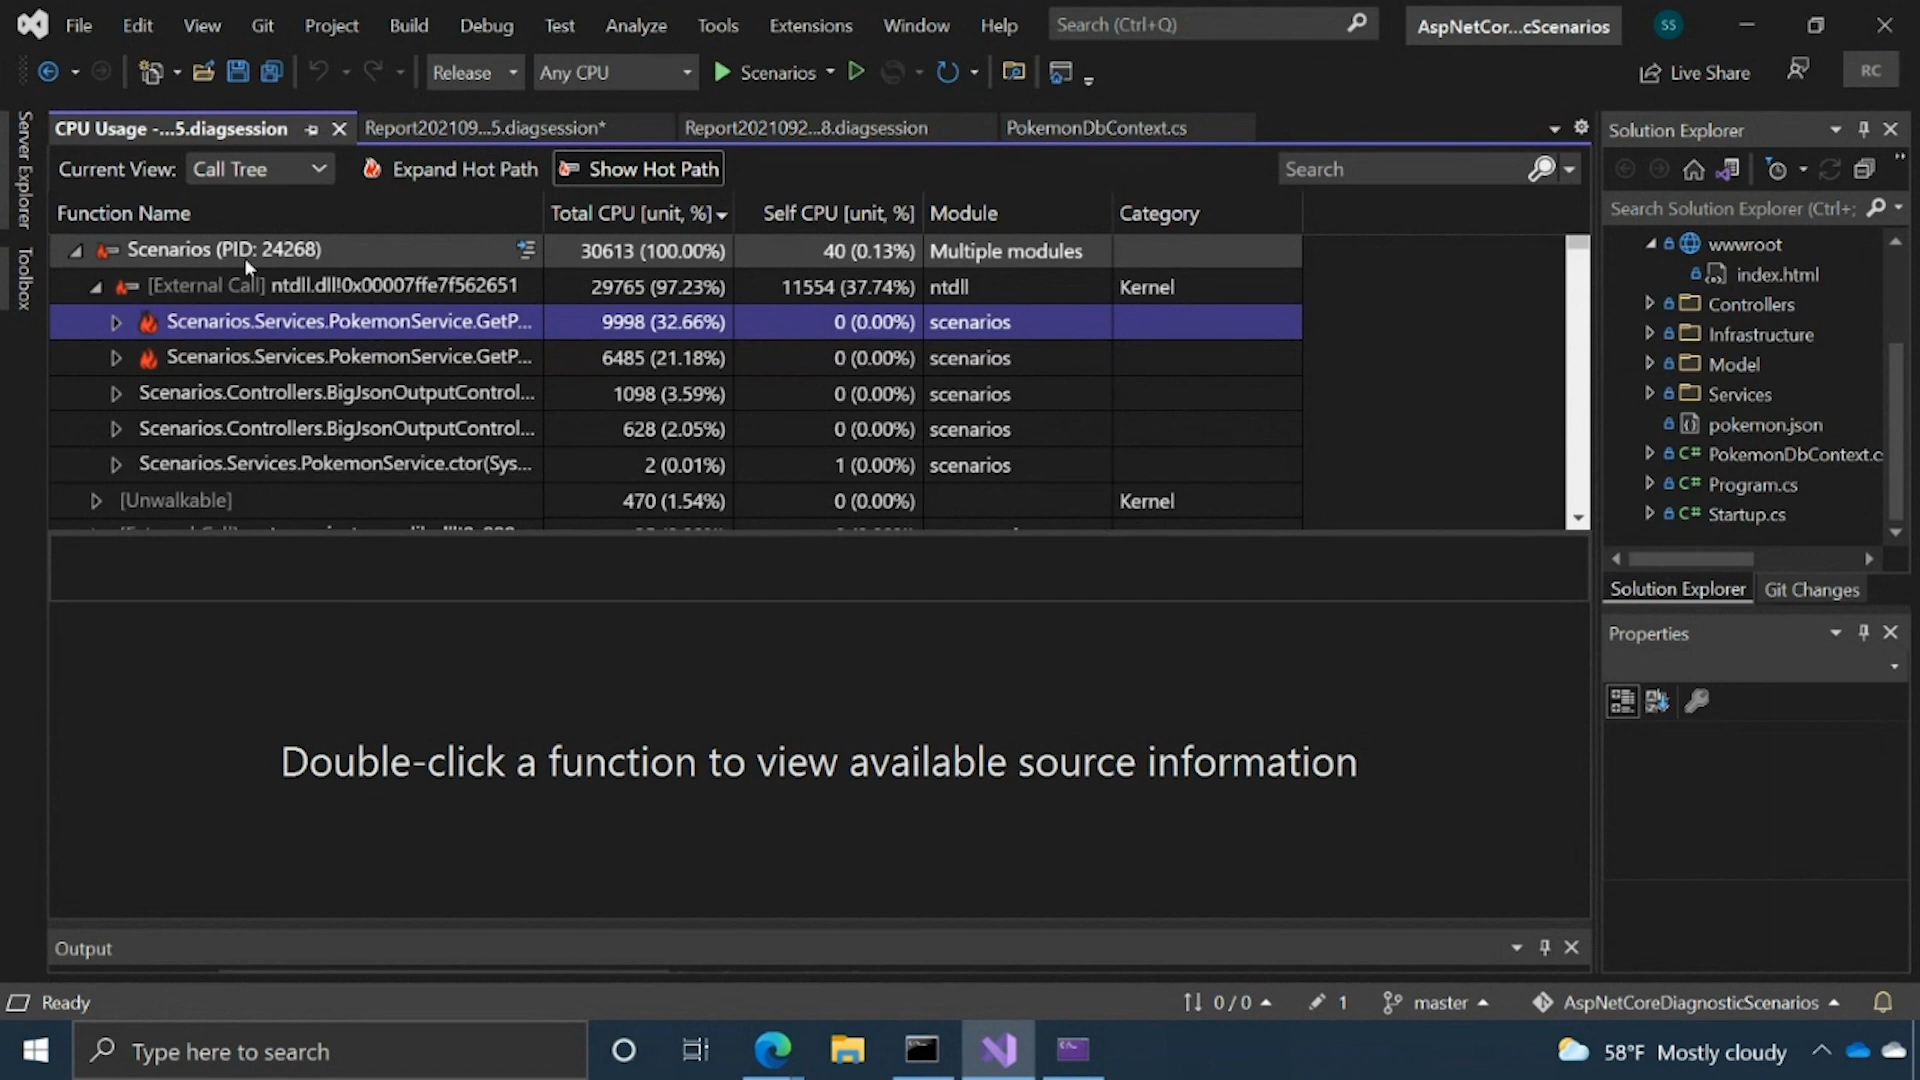 File Edit View Git Project Build Debug Test Analyze Tools Extensions Window Help Search (Ctrl+Q) AspNetCor...cScenarios SS
Release Any CPU Scenarios Live Share RC
Server Explorer
Toolbox
CPU Usage -...5.diagsession Report202109...5.diagsession* Report2021092...8.diagsession PokemonDbContext.cs
Current View: Call Tree Expand Hot Path Show Hot Path Search
Function Name Total CPU [unit, %] Self CPU [unit, %] Module Category
Scenarios (PID: 24268) 30613 (100.00%) 40 (0.13%) Multiple modules
[External Call] ntdll.dll!0x00007ffe7f562651 29765 (97.23%) 11554 (37.74%) ntdll Kernel
Scenarios.Services.PokemonService.GetP... 9998 (32.66%) 0 (0.00%) scenarios
Scenarios.Services.PokemonService.GetP... 6485 (21.18%) 0 (0.00%) scenarios
Scenarios.Controllers.BigJsonOutputControl... 1098 (3.59%) 0 (0.00%) scenarios
Scenarios.Controllers.BigJsonOutputControl... 628 (2.05%) 0 (0.00%) scenarios
Scenarios.Services.PokemonService.ctor(Sys... 2 (0.01%) 1 (0.00%) scenarios
[Unwalkable] 470 (1.54%) 0 (0.00%) Kernel
Double-click a function to view available source information
Output
Solution Explorer
Search Solution Explorer (Ctrl+;
wwwroot
index.html
Controllers
Infrastructure
Model
Services
pokemon.json
C# PokemonDbContext.c
C# Program.cs
C# Startup.cs
Solution Explorer Git Changes
Properties
Ready 0 / 0 1 master AspNetCoreDiagnosticScenarios
Type here to search 58°F Mostly cloudy